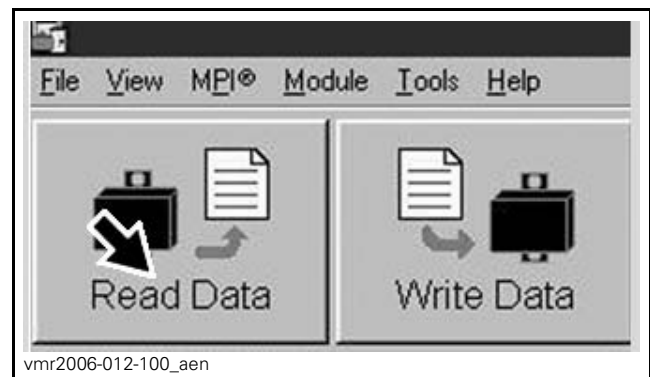 File View MPI® Module Tools Help
Read Data Write Data
vmr2006-012-100_aen